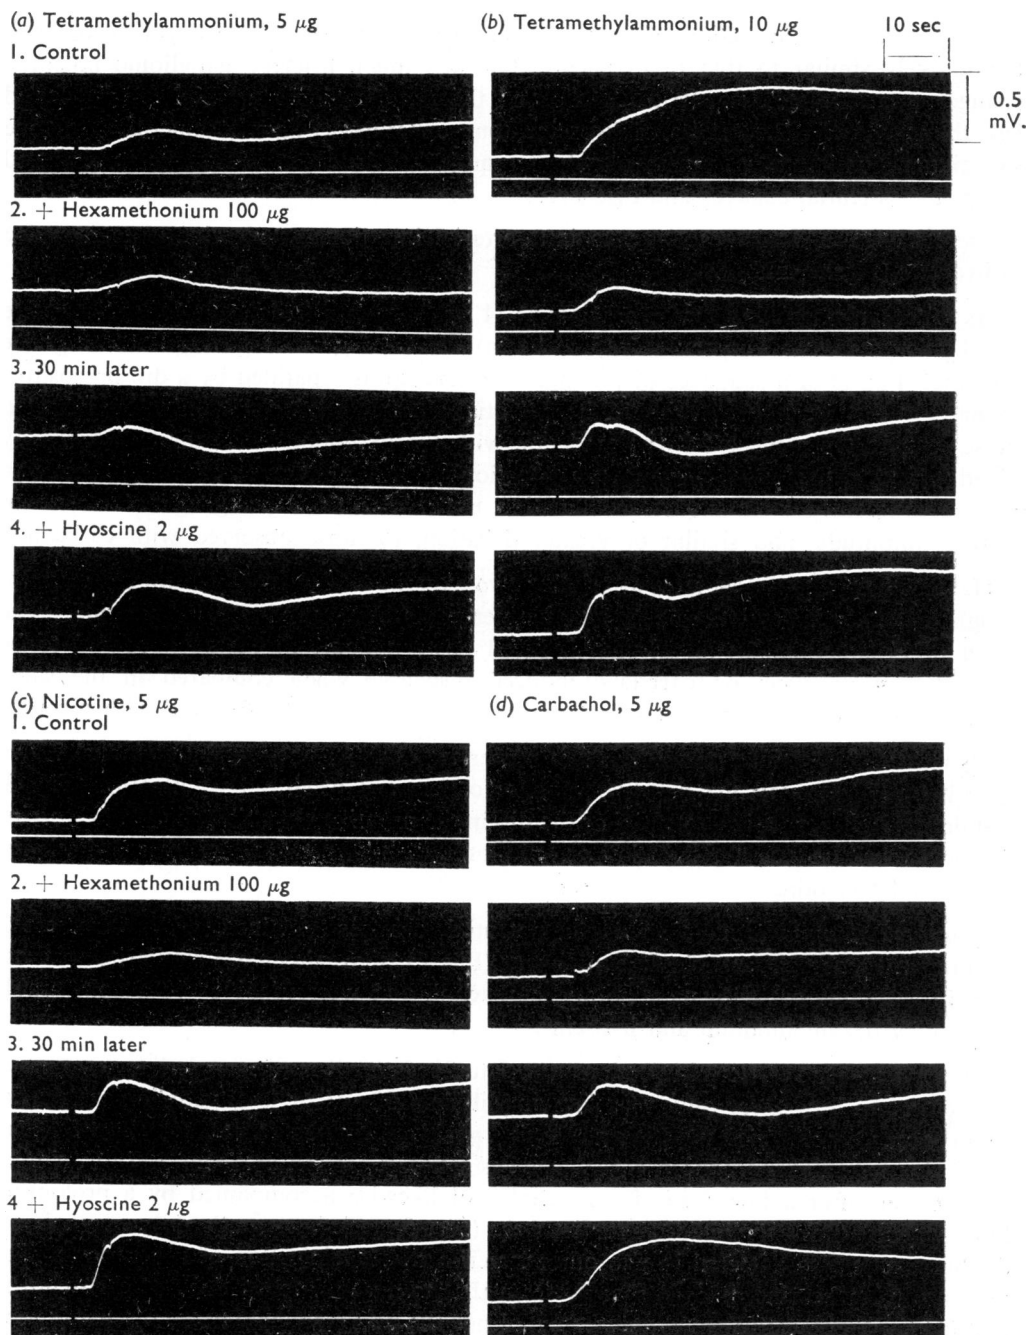 (a) Tetramethylammonium, 5 μg
(b) Tetramethylammonium, 10 μg
10 sec
1. Control
0.5
mV.
2. + Hexamethonium 100 μg
3. 30 min later
4. + Hyoscine 2 μg
(c) Nicotine, 5 μg
(d) Carbachol, 5 μg
1. Control
2. + Hexamethonium 100 μg
3. 30 min later
4 + Hyoscine 2 μg